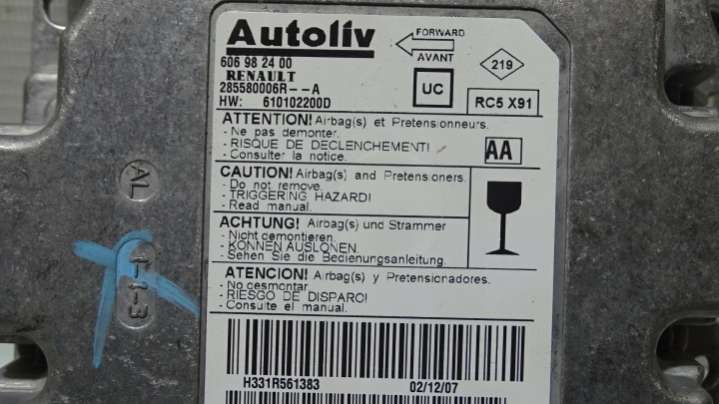 Autoliv
FORWARD
AVANT
219
606 98 24 00
RENAULT
285580006R--A
HW: 610102200D
UC
RC5 X91
ATTENTION! Airbag(s) et Pretensionneurs.
- Ne pas demonter.
- RISQUE DE DECLENCHEMENT!
- Consulter la notice.
AA
CAUTION! Airbag(s) and Pretensioners.
- Do not remove.
- TRIGGERING HAZARD!
- Read manual.
ACHTUNG! Airbag(s) und Strammer
- Nicht demontieren.
- KONNEN AUSLONEN.
- Sehen Sie die Bedienungsanleitung.
ATENCION! Airbag(s) y Pretensionadores.
- No desmontar.
- RIESGO DE DISPARO!
- Consulte el manual.
H331R561383
02/12/07
AL
1-1-3